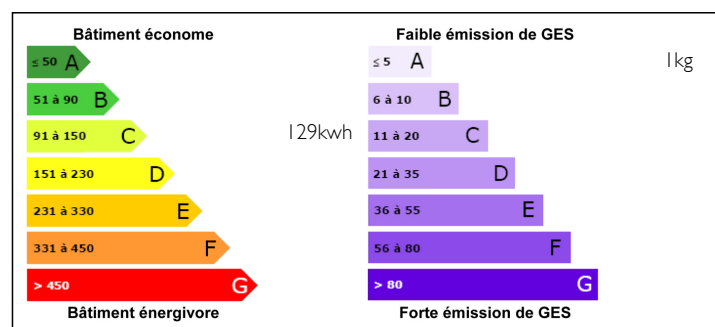 Bâtiment économe
≤ 50 A
51 à 90 B
91 à 150 C
129kwh
151 à 230 D
231 à 330 E
331 à 450 F
> 450 G
Bâtiment énergivore
Faible émission de GES
≤ 5 A
1kg
6 à 10 B
11 à 20 C
21 à 35 D
36 à 55 E
56 à 80 F
> 80 G
Forte émission de GES